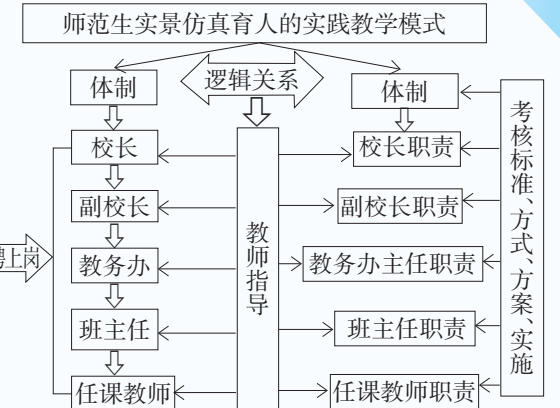 师范生实景仿真育人的实践教学模式
体制
逻辑关系
体制
校长
校长职责
副校长
副校长职责
聘上岗
教务办
教务办主任职责
班主任
班主任职责
任课教师
任课教师职责
教师指导
考核标准、方式、方案、实施